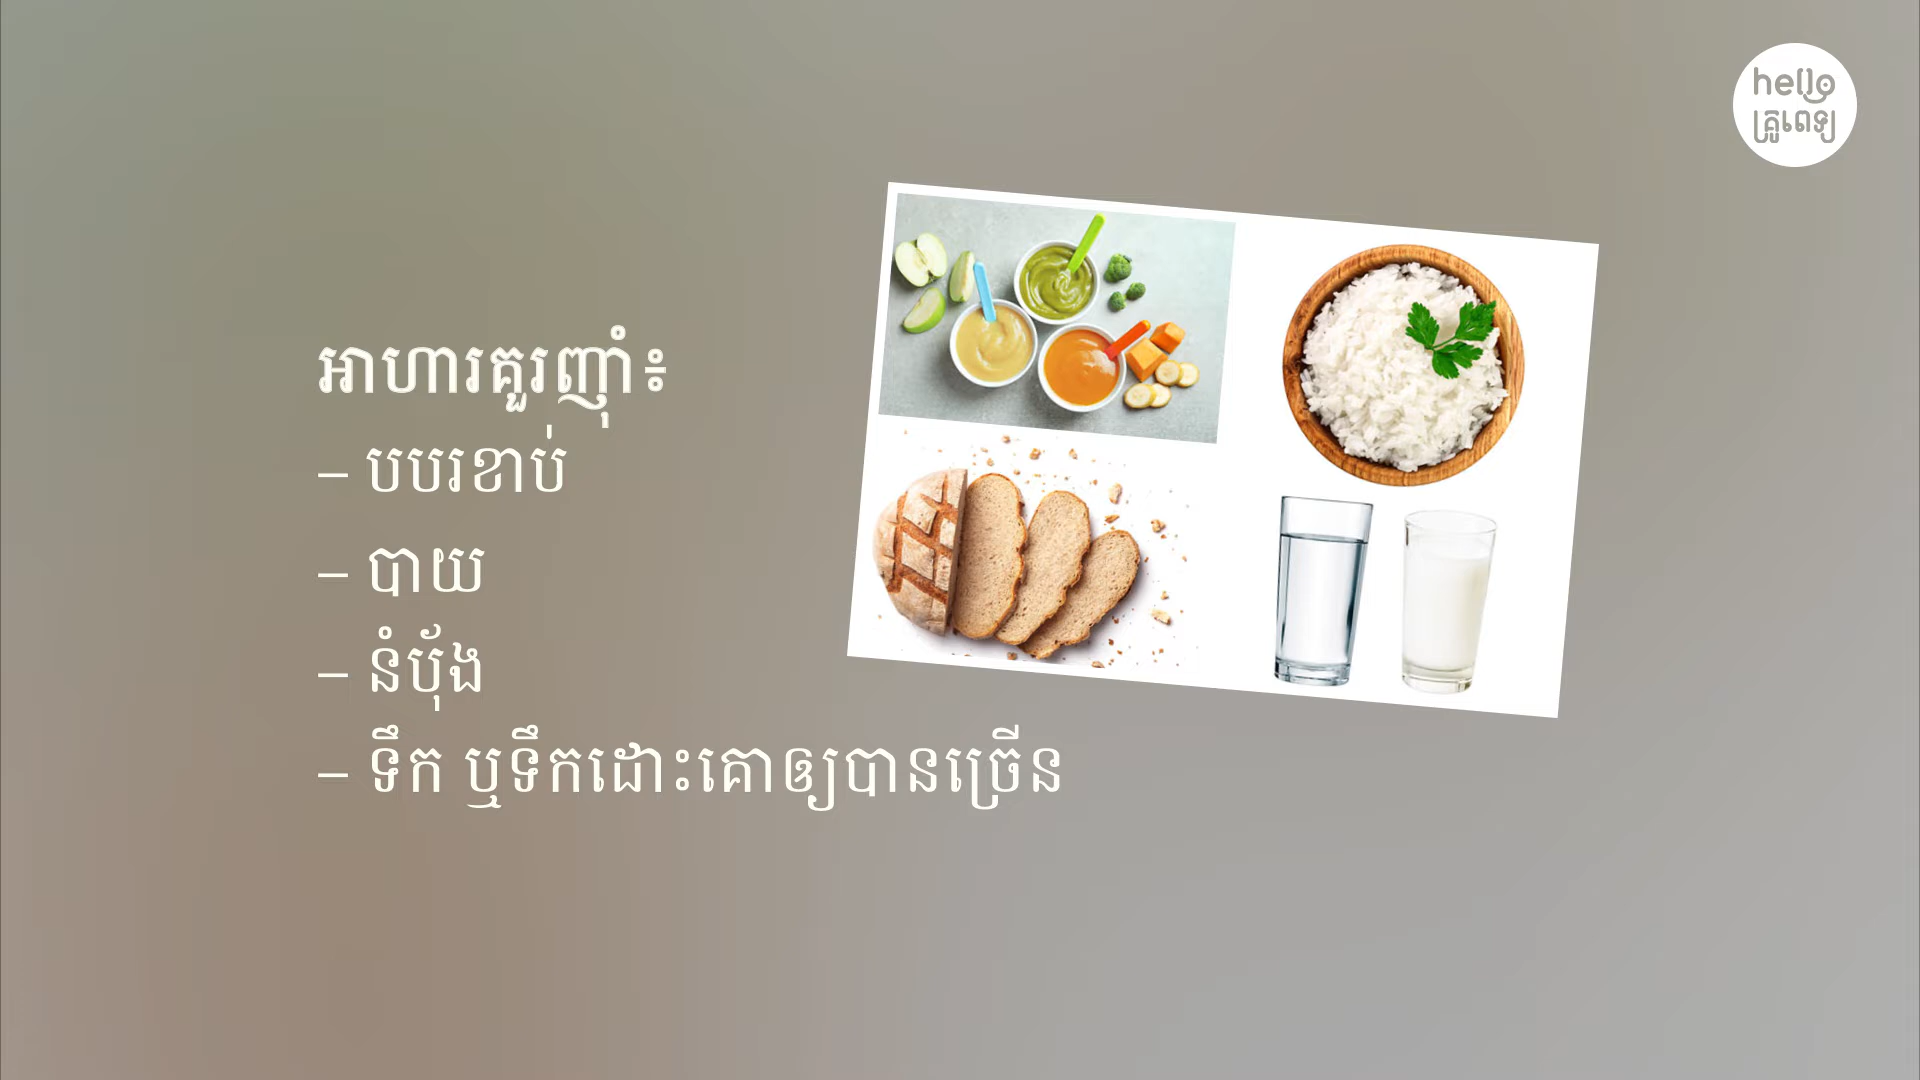 hello
គ្រូពេទ្យ
អាហារគួរញ៉ាំ៖
– បបរខាប់
– បាយ
– នំប៉័ង
– ទឹក ឬទឹកដោះគោឲ្យបានច្រើន